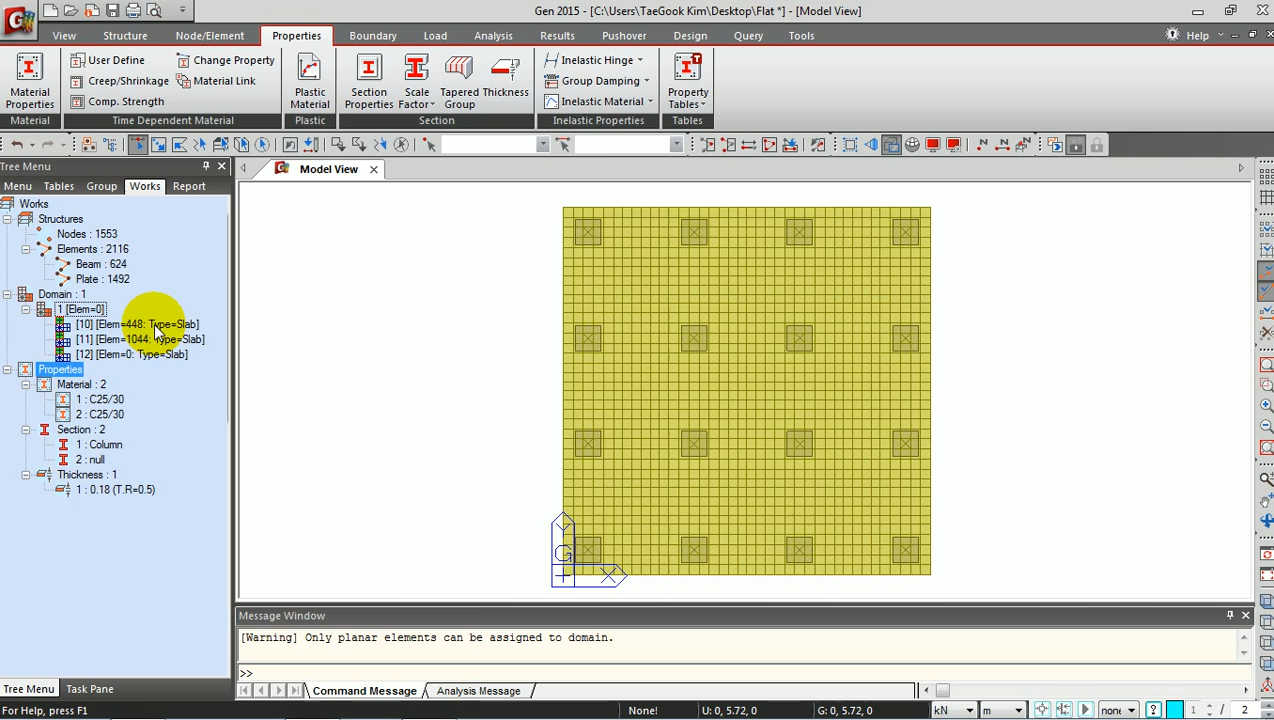 Gen 2015 - [C:\Users\TaeGook Kim\Desktop\Flat *] - [Model View]
View Structure Node/Element Properties Boundary Load Analysis Results Pushover Design Query Tools Help
Material Properties
Material
User Define
Change Property
Creep/Shrinkage
Material Link
Comp. Strength
Time Dependent Material
Plastic Material
Plastic
Section Properties
Scale Factor
Tapered Group
Thickness
Section
Inelastic Hinge
Group Damping
Inelastic Material
Inelastic Properties
Property Tables
Tables
Tree Menu
Menu Tables Group Works Report
Works
Structures
Nodes : 1553
Elements : 2116
Beam : 624
Plate : 1492
Domain : 1
1 [Elem=0]
[10] [Elem=448: Type=Slab]
[11] [Elem=1044: Type=Slab]
[12] [Elem=0: Type=Slab]
Properties
Material : 2
1 : C25/30
2 : C25/30
Section : 2
1 : Column
2 : null
Thickness : 1
1 : 0.18 (T.R=0.5)
Tree Menu Task Pane
Model View
Y
G
X
Message Window
[Warning] Only planar elements can be assigned to domain.
>>
Command Message Analysis Message
For Help, press F1
None! U: 0, 5.72, 0 G: 0, 5.72, 0 kN m none 1 / 2